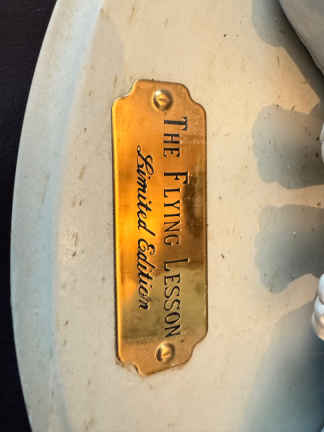 THE FLYING LESSON
Limited Edition